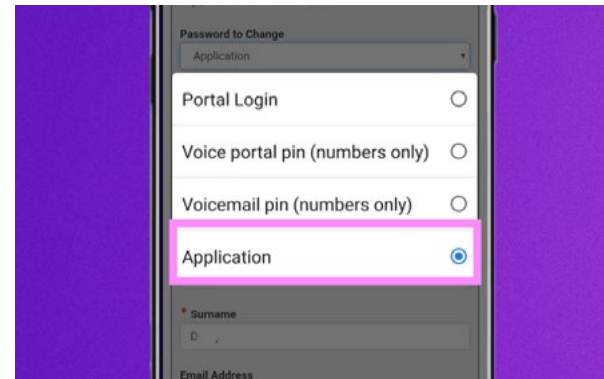 Password to Change
Application
Portal Login
Voice portal pin (numbers only)
Voicemail pin (numbers only)
Application
* Surname
D
Email Address